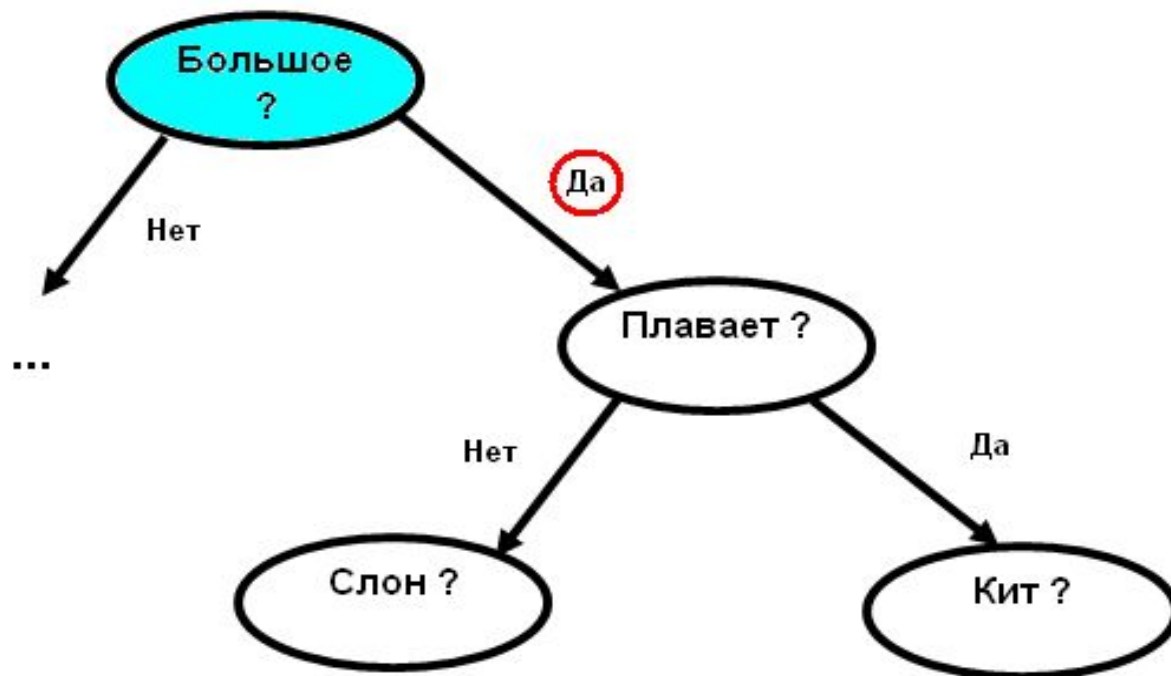 Большое
?
Да
Нет
Плавает ?
...
Нет
Да
Слон ?
Кит ?